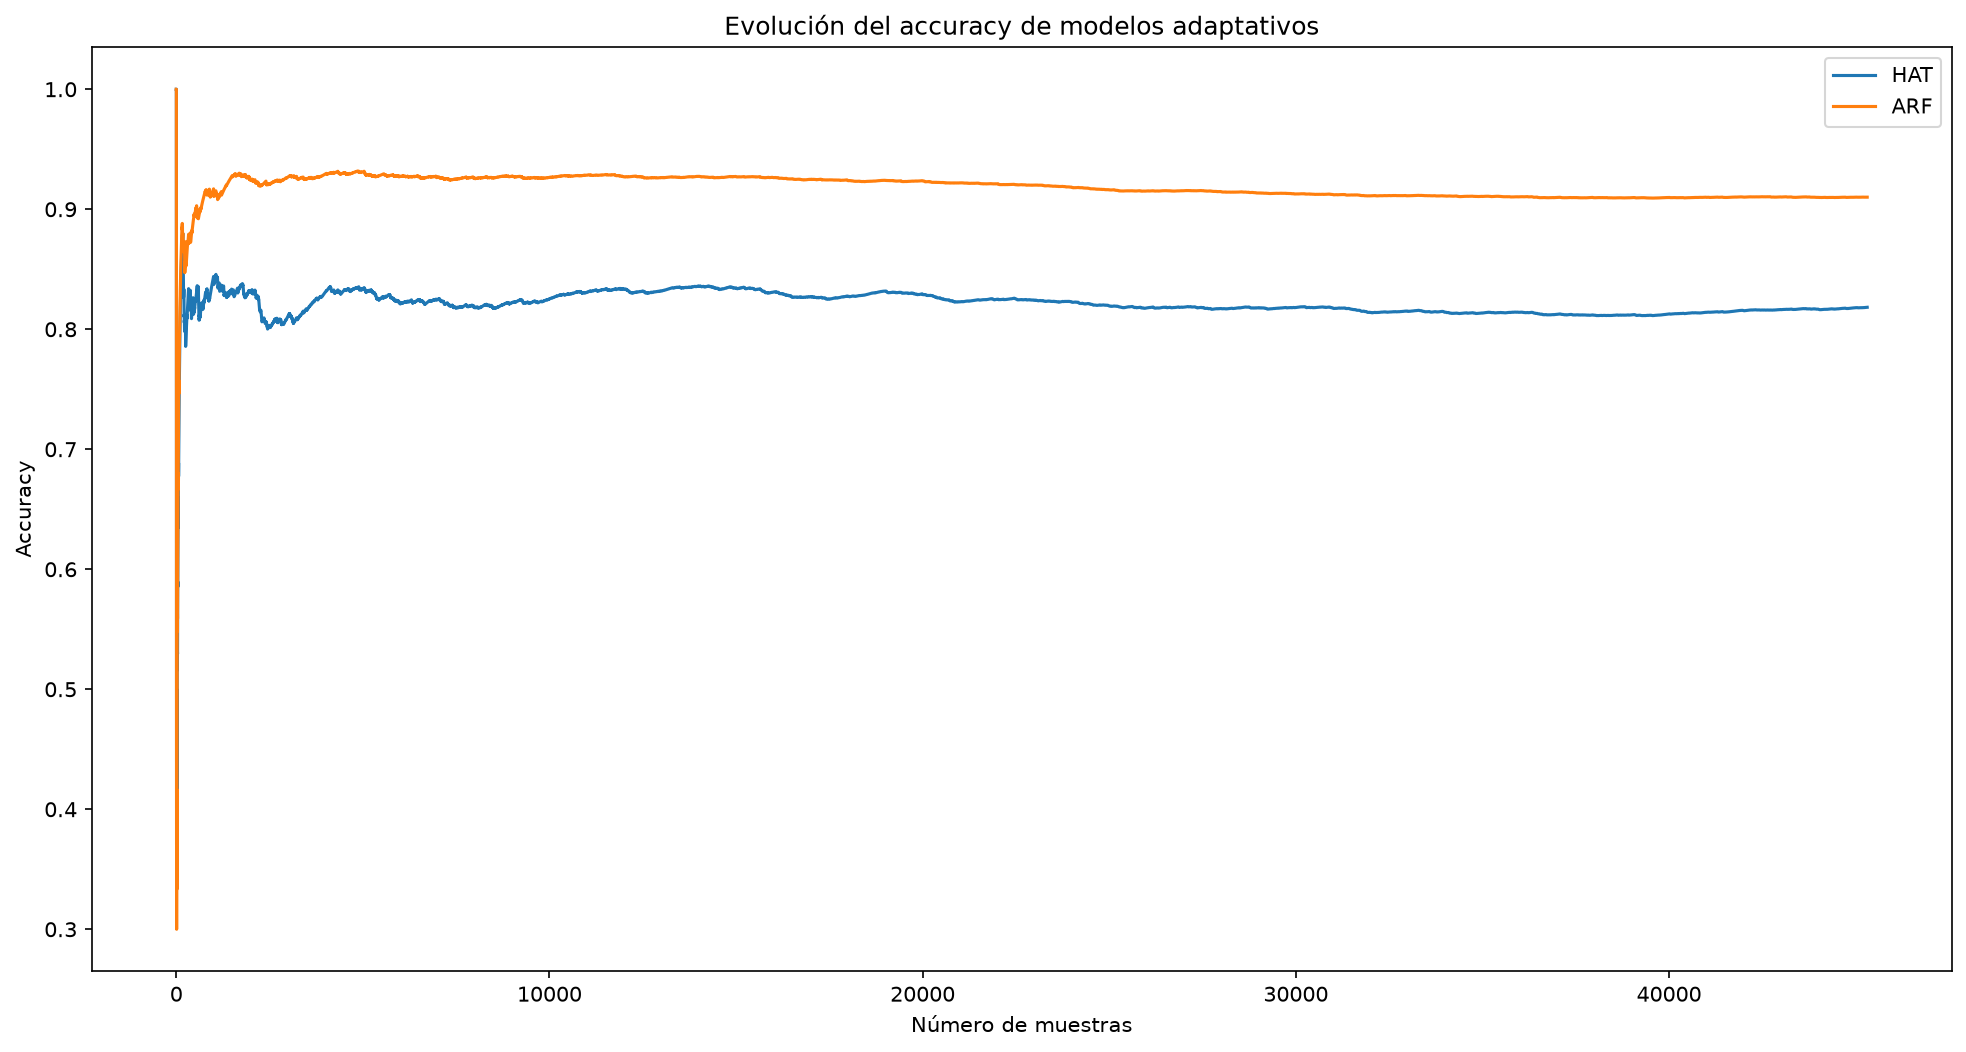 Evolución del accuracy de modelos adaptativos
HAT
ARF
1.0
0.9
0.8
0.7
0.6
0.5
0.4
0.3
Accuracy
0
10000
20000
30000
40000
Número de muestras